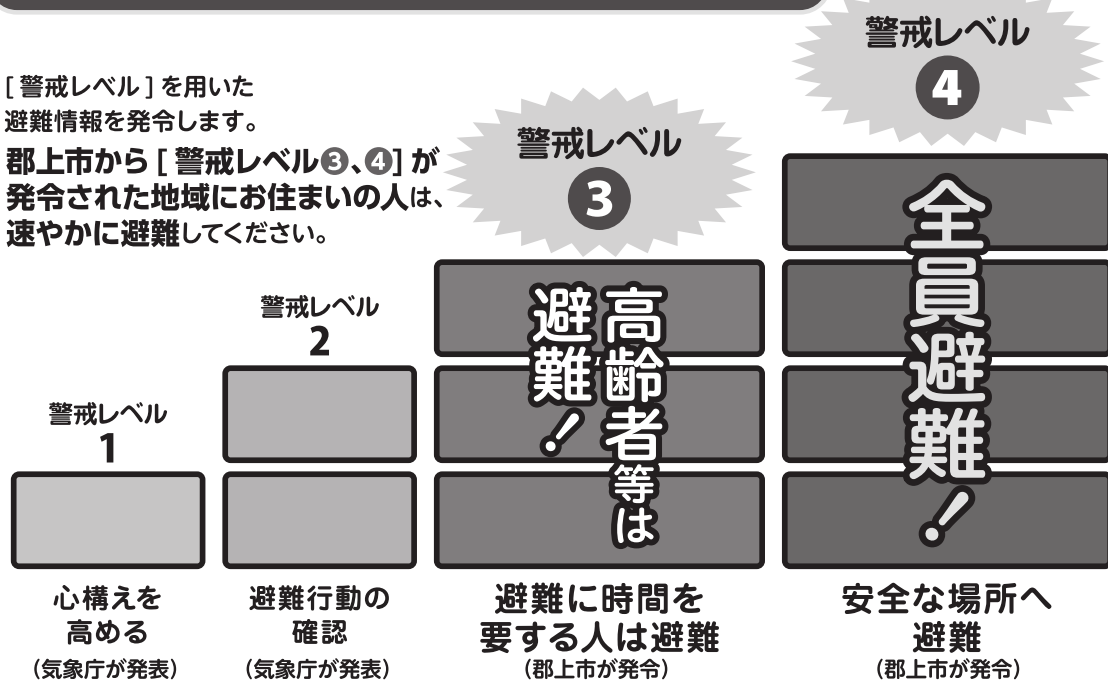 [ 警戒レベル ] を用いた
避難情報を発令します。
郡上市から [ 警戒レベル❸、❹] が
発令された地域にお住まいの人は、
速やかに避難してください。
警戒レベル
1
心構えを
高める
（気象庁が発表）
警戒レベル
2
避難行動の
確認
（気象庁が発表）
警戒レベル
❸
高齢者等は
避難！
避難に時間を
要する人は避難
（郡上市が発令）
警戒レベル
❹
全員避難！
安全な場所へ
避難
（郡上市が発令）